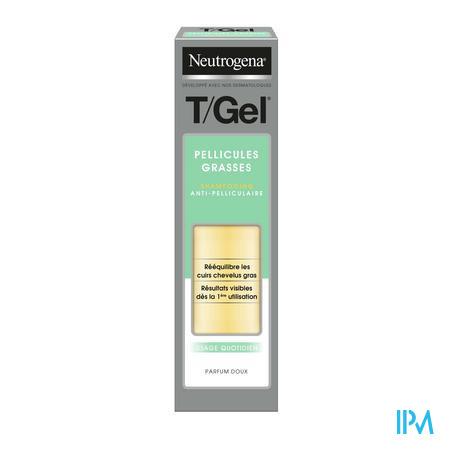 Neutrogena®
DÉVELOPPÉ AVEC NOS DERMATOLOGUES
T/Gel®
PELLICULES
GRASSES
SHAMPOOING
ANTI-PELLICULAIRE
Rééquilibre les
cuirs chevelus gras
Résultats visibles
dès la 1ère utilisation
USAGE QUOTIDIEN
PARFUM DOUX
IPM